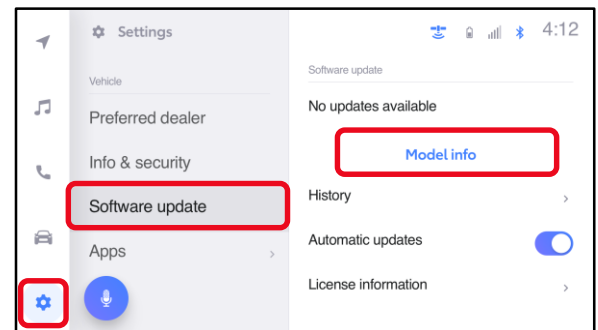 Settings
4:12
Vehicle
Preferred dealer
Info & security
Software update
Apps
Software update
No updates available
Model info
History
Automatic updates
License information